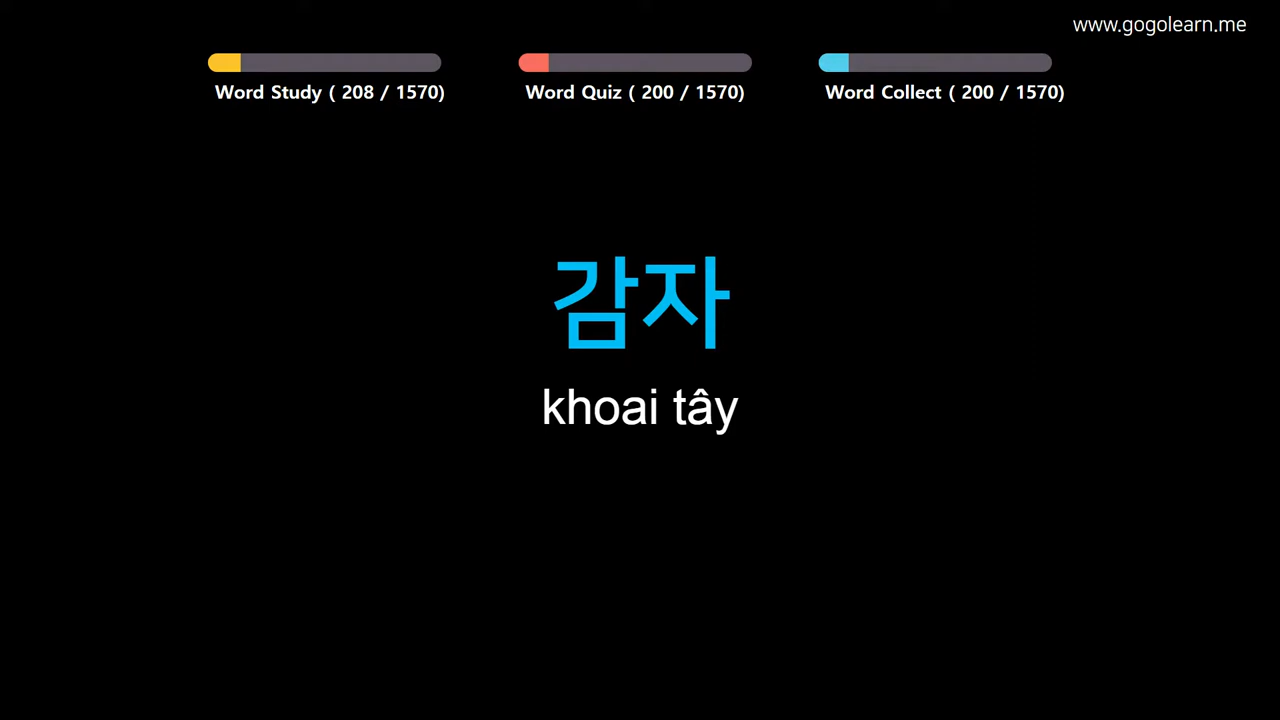 www.gogolearn.me
Word Study ( 208 / 1570)
Word Quiz ( 200 / 1570)
Word Collect ( 200 / 1570)
감자
khoai tây